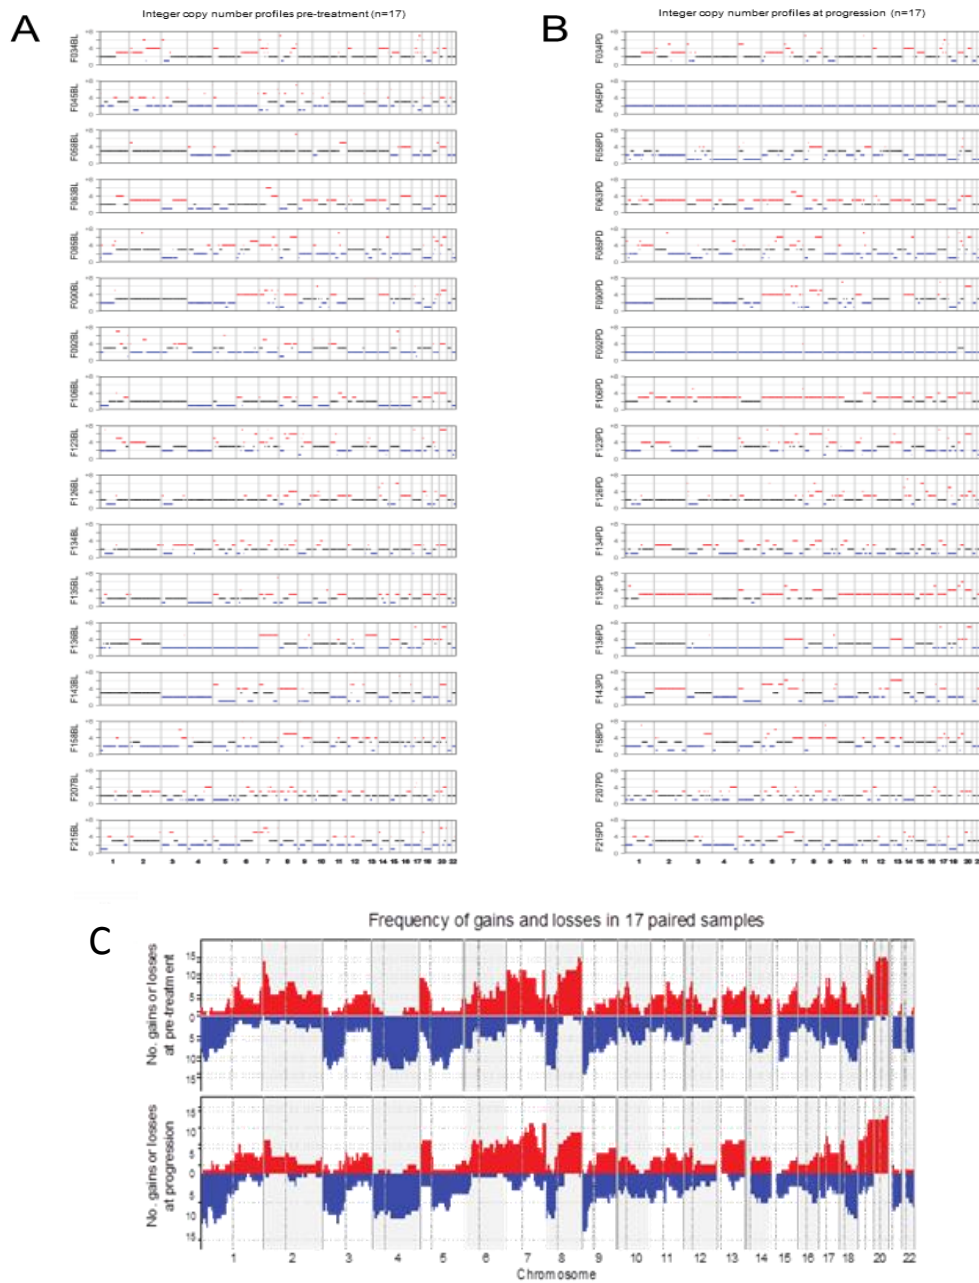 A
Integer copy number profiles pre-treatment (n=17)
F034BL
F045BL
F058BL
F063BL
F085BL
F090BL
F092BL
F106BL
F123BL
F126BL
F134BL
F135BL
F136BL
F143BL
F158BL
F207BL
F215BL
1 2 3 4 5 6 7 8 9 10 11 12 13 14 15 16 18 20 22
B
Integer copy number profiles at progression (n=17)
F034PD
F045PD
F058PD
F063PD
F085PD
F090PD
F092PD
F106PD
F123PD
F126PD
F134PD
F135PD
F136PD
F143PD
F158PD
F207PD
F215PD
1 2 3 4 5 6 7 8 9 10 11 12 13 14 15 16 17 18 20
C
Frequency of gains and losses in 17 paired samples
No. gains or losses
at pre-treatment
15
10
5
0
5
10
15
No. gains or losses
at progression
15
10
5
0
5
10
15
1 2 3 4 5 6 7 8 9 10 11 12 13 14 15 16 17 18 20 22
Chromosome